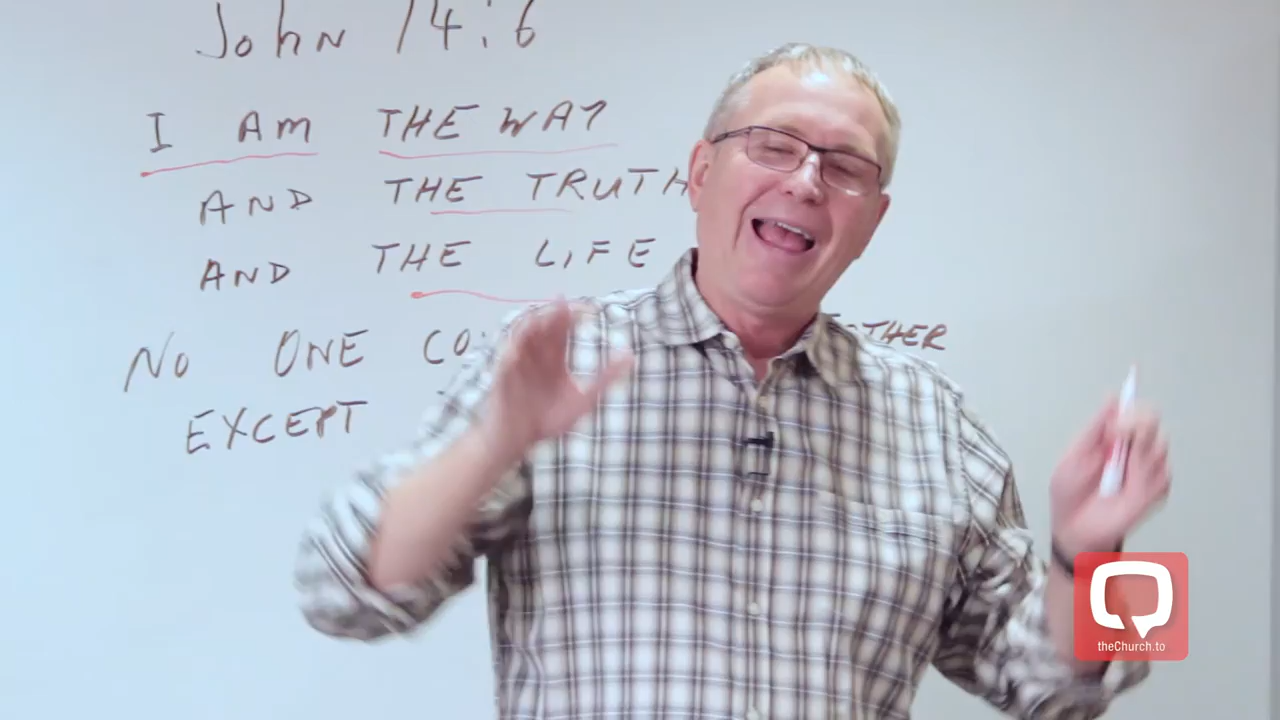 John 14:6
I AM THE WAY
AND THE TRUTH
AND THE LIFE
NO ONE
EXCEPT
theChurch.to